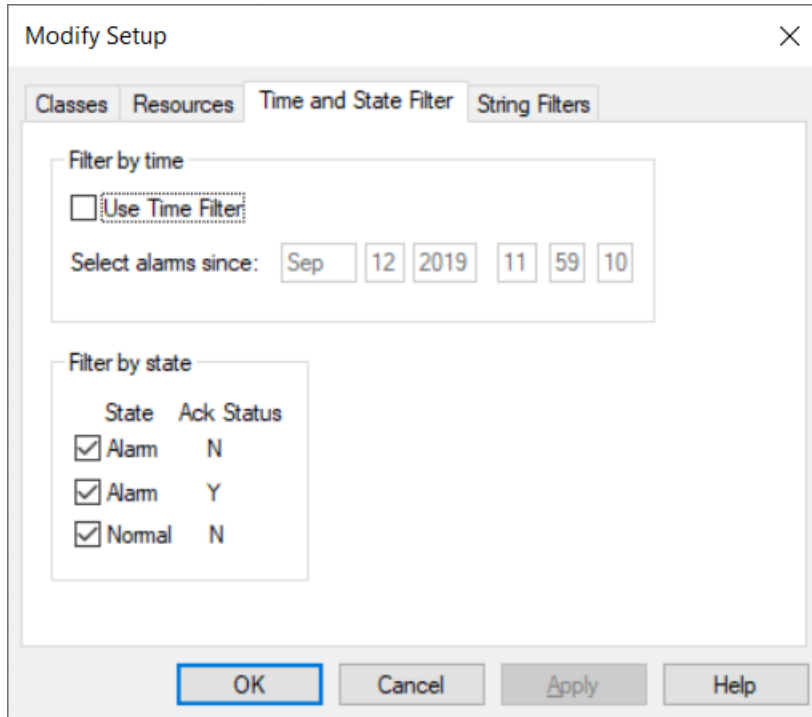 Modify Setup
Classes Resources Time and State Filter String Filters
Filter by time
Use Time Filter
Select alarms since: Sep 12 2019 11 59 10
Filter by state
State Ack Status
Alarm N
Alarm Y
Normal N
OK Cancel Apply Help